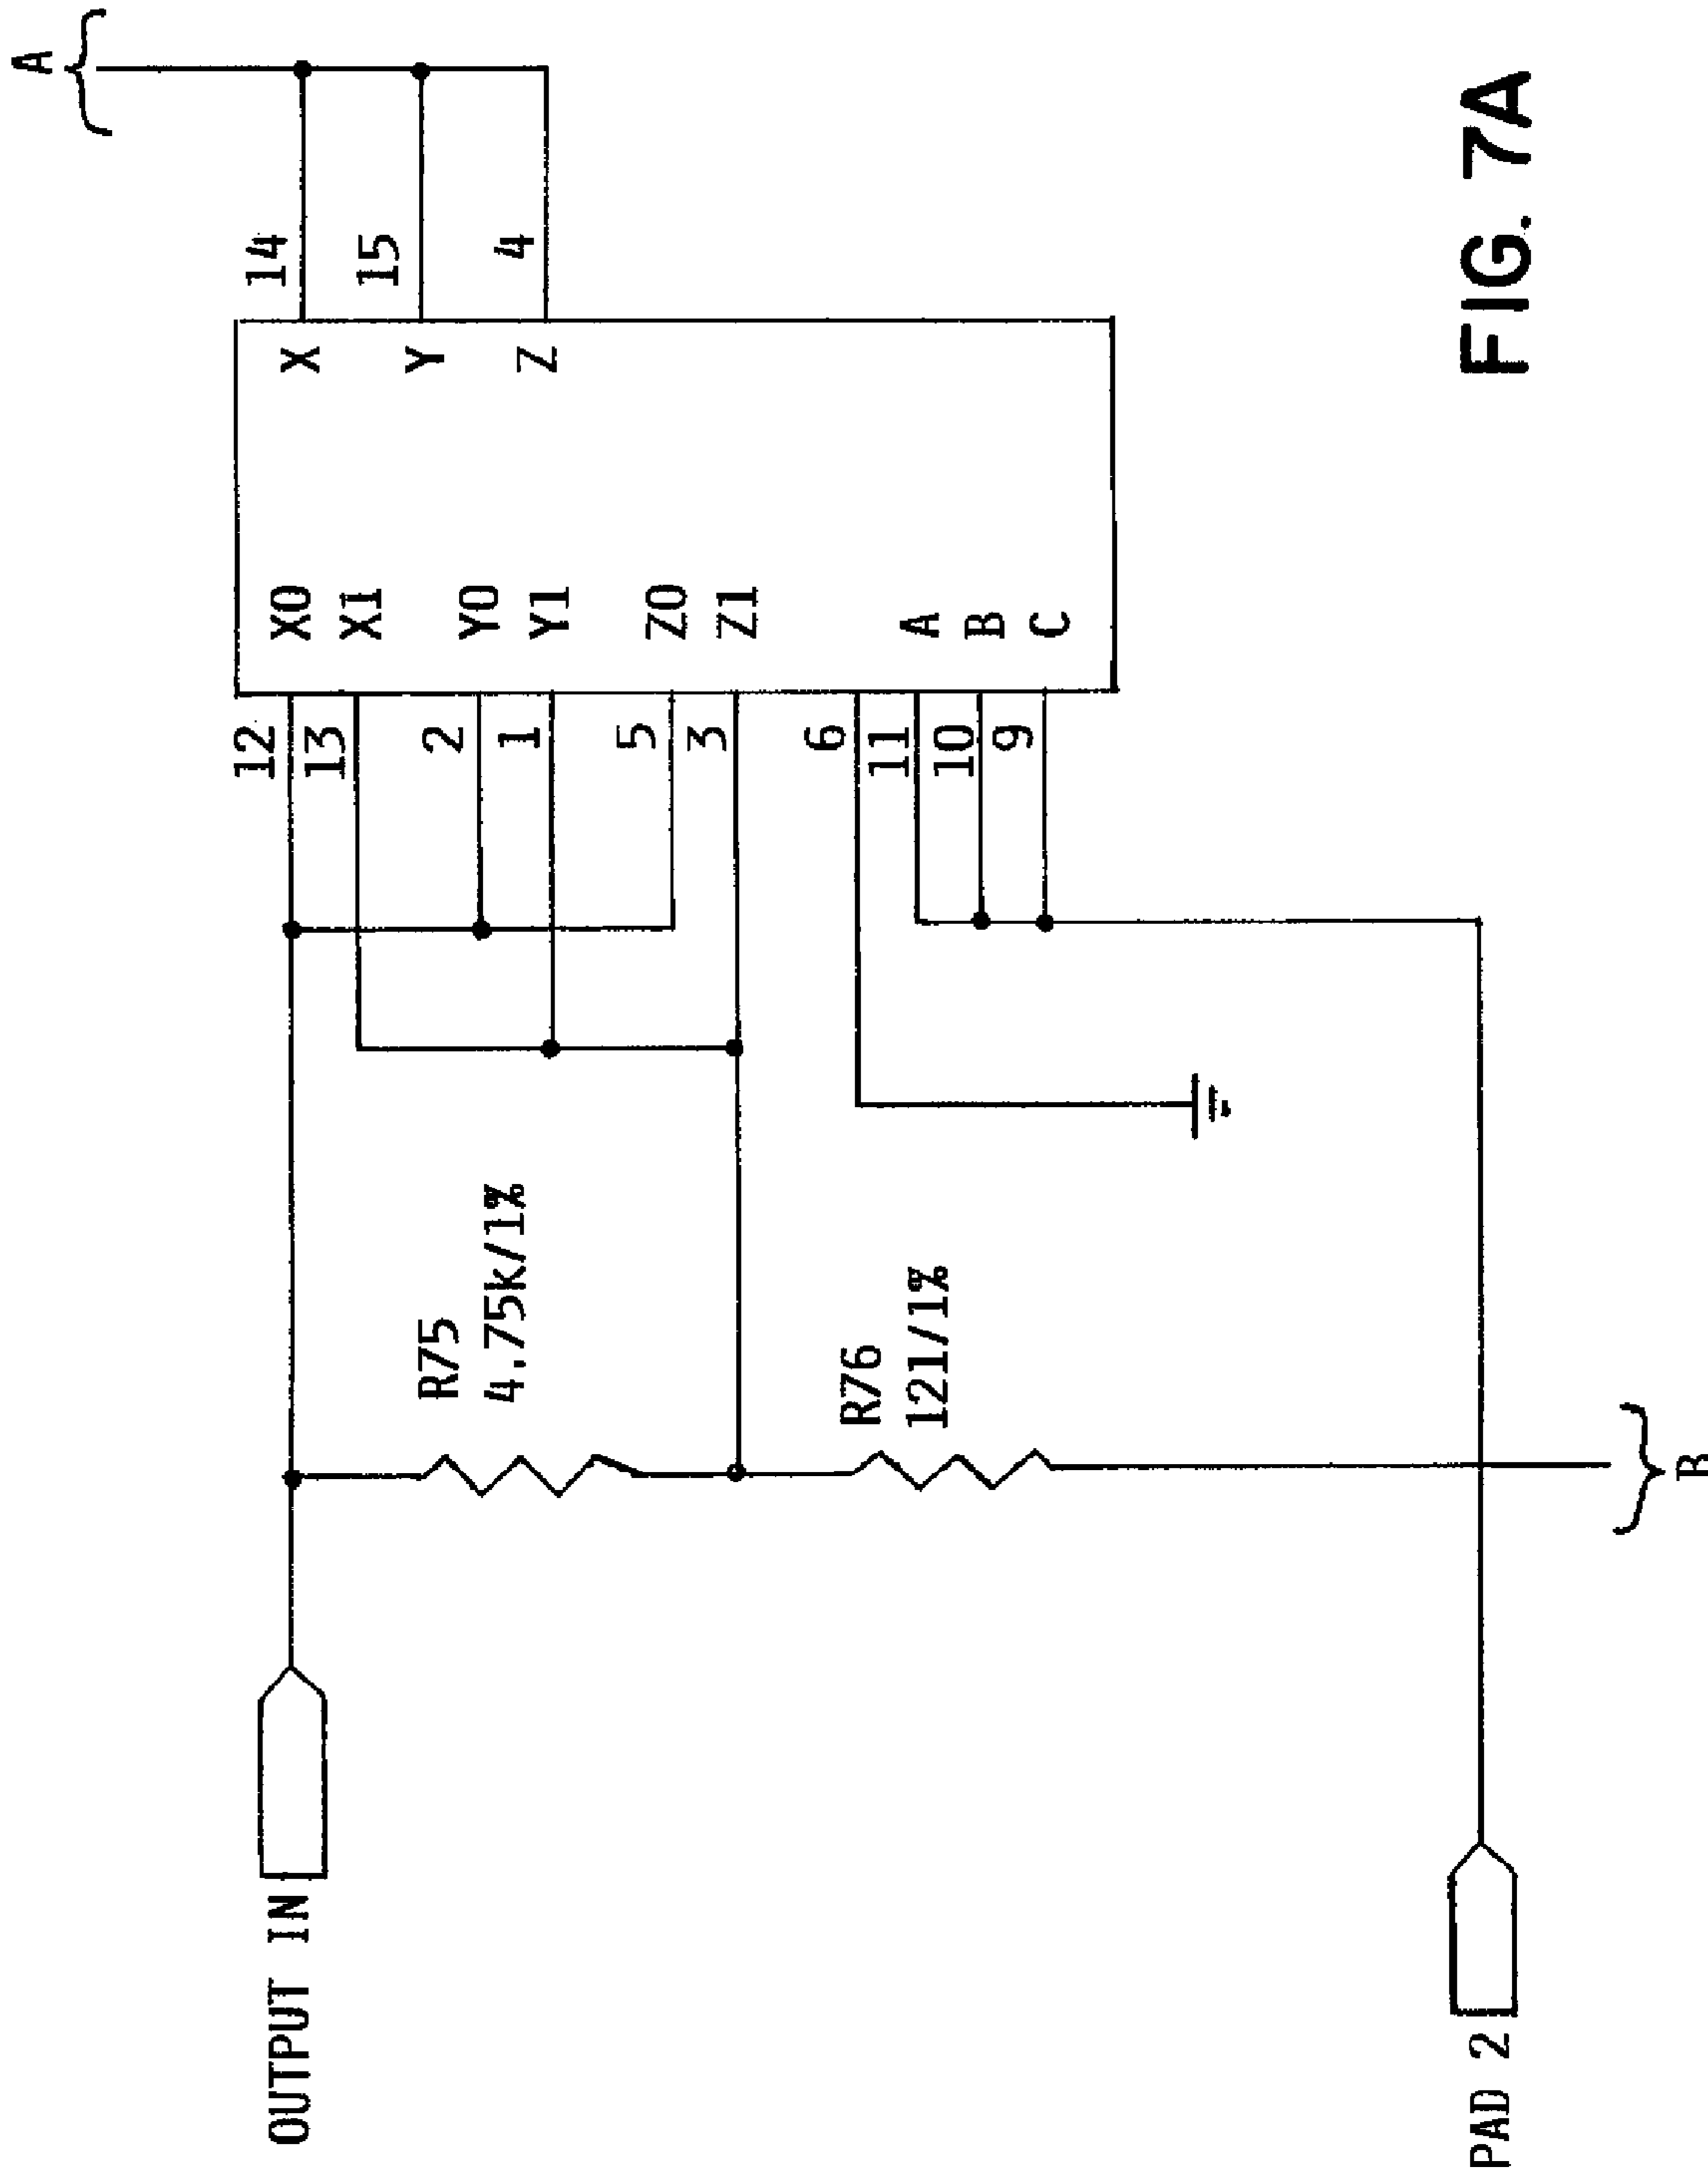 OUTPUT IN
R75
4.75k/1%
R76
121/1%
12
13
2
1
5
3
6
11
10
9
X0
X1
Y0
Y1
Z0
Z1
A
B
C
X
Y
Z
14
15
4
A
PAD 2
B
FIG. 7A